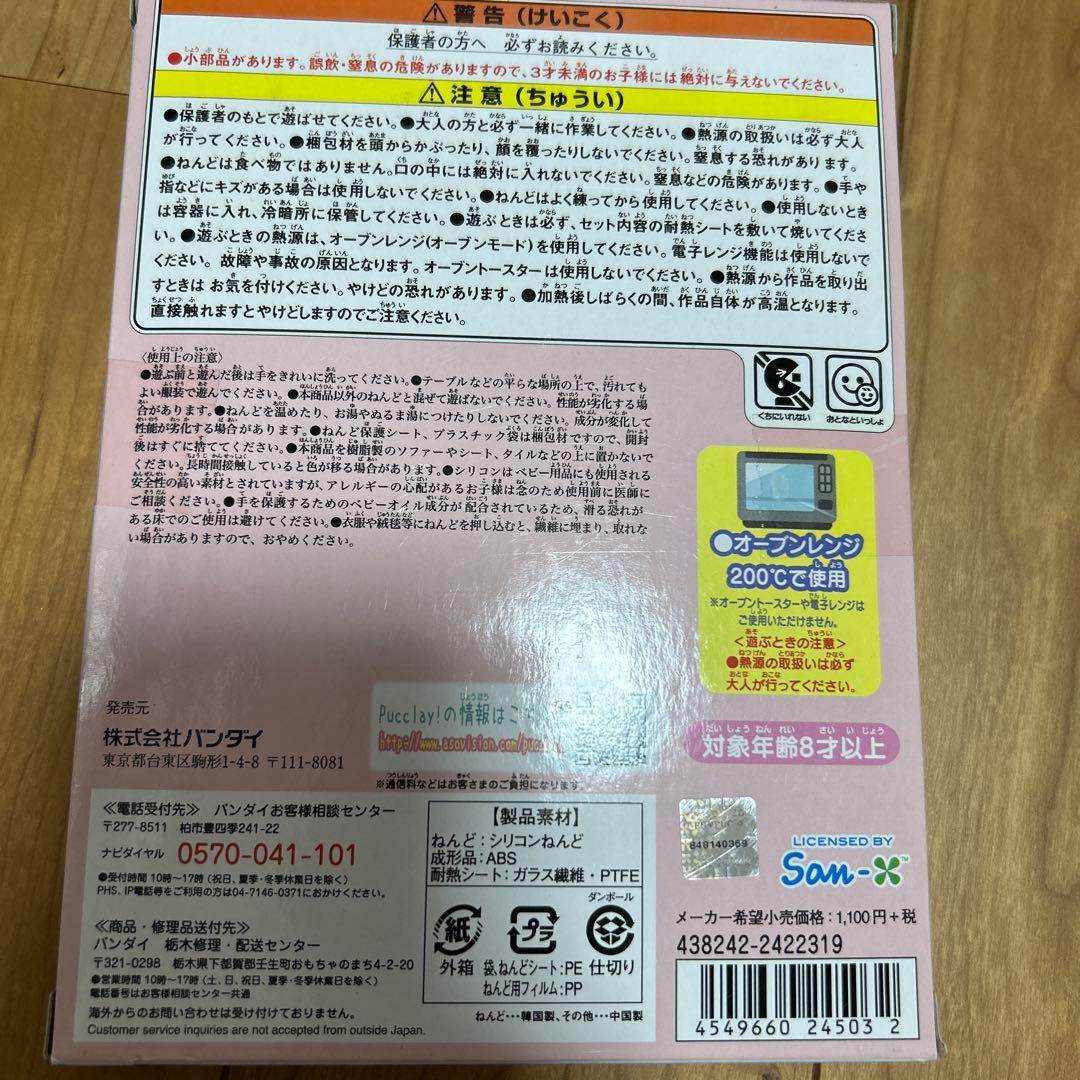 ⚠警告(けいこく)
保護者の方へ 必ずお読みください。
●小部品があります。誤飲・窒息の危険がありますので、3才未満のお子様には絶対に与えないでください。
⚠注意(ちゅうい)
●保護者のもとで遊ばせてください。●大人の方と必ず一緒に作業してください。●熱源の取扱いは必ず大人
が行ってください。●梱包材を頭からかぶったり、顔を覆ったりしないでください。窒息する恐れがあります。
●ねんどは食べ物ではありません。口の中には絶対に入れないでください。窒息などの危険があります。●手や
指などにキズがある場合は使用しないでください。●ねんどはよく練ってから使用してください。●使用しないとき
は容器に入れ、冷暗所に保管してください。●遊ぶときは必ず、セット内容の耐熱シートを敷いて焼いてくださ
い。●遊ぶときの熱源は、オーブンレンジ(オーブンモード)を使用してください。電子レンジ機能は使用しないで
ください。故障や事故の原因となります。オーブントースターは使用しないでください。●熱源から作品を取り出
すときは お気を付けください。やけどの恐れがあります。●加熱後しばらくの間、作品自体が高温となります。
直接触れますとやけどしますのでご注意ください。
〈使用上の注意〉
●遊ぶ前と遊んだ後は手をきれいに洗ってください。●テーブルなどの平らな場所の上で、汚れても
よい服装で遊んでください。●本商品以外のねんどと混ぜて遊ばないでください。性能が劣化する場
合があります。●ねんどを温めたり、お湯やぬるま湯につけたりしないでください。成分が変化して
性能が劣化する場合があります。●ねんど保護シート、プラスチック袋は梱包材ですので、開封
後はすぐに捨ててください。●本商品を樹脂製のソファーやシート、タイルなどの上に置かないで
ください。長時間接触していると色が移る場合があります。●シリコンはベビー用品にも使用される
安全性の高い素材とされていますが、アレルギーの心配があるお子様は念のため使用前に医師に
ご相談ください。●手を保護するためのベビーオイル成分が配合されているため、滑る恐れが
ある床でのご使用は避けてください。●衣服や絨毯等にねんどを押し込むと、繊維に埋まり、取れな
い場合がありますので、おやめください。
くちにいれない
おとなといっしょ
●オーブンレンジ
200℃で使用
※オーブントースターや電子レンジは
ご使用いただけません。
<遊ぶときの注意>
●熱源の取扱いは必ず
大人が行ってください。
対象年齢8才以上
発売元
株式会社バンダイ
東京都台東区駒形1-4-8 〒111-8081
Pucclay!の情報はこ
http://www.asovision.com/puc
※通信料などはお客さまのご負担になります。
≪電話受付先≫ バンダイお客様相談センター
〒277-8511 柏市豊四季241-22
ナビダイヤル 0570-041-101
●受付時間 10時〜17時(祝日、夏季・冬季休業日を除く)
PHS、IP電話等をご利用の方は04-7146-0371におかけください。
≪商品・修理品送付先≫
バンダイ 栃木修理・配送センター
〒321-0298 栃木県下都賀郡壬生町おもちゃのまち4-2-20
●営業時間 10時〜17時(土、日、祝日、夏季・冬季休業日を除く)
電話番号はお客様相談センター共通
海外からのお問い合わせは受け付けておりません。
Customer service inquiries are not accepted from outside Japan.
【製品素材】
ねんど:シリコンねんど
成形品:ABS
耐熱シート:ガラス繊維・PTFE
ダンボール
紙 プラ
外箱 袋、ねんどシート:PE 仕切り
ねんど用フィルム:PP
ねんど…韓国製、その他…中国製
848140369
LICENSED BY
San-X™
メーカー希望小売価格:1,100円+税
438242-2422319
4549660 24503 2